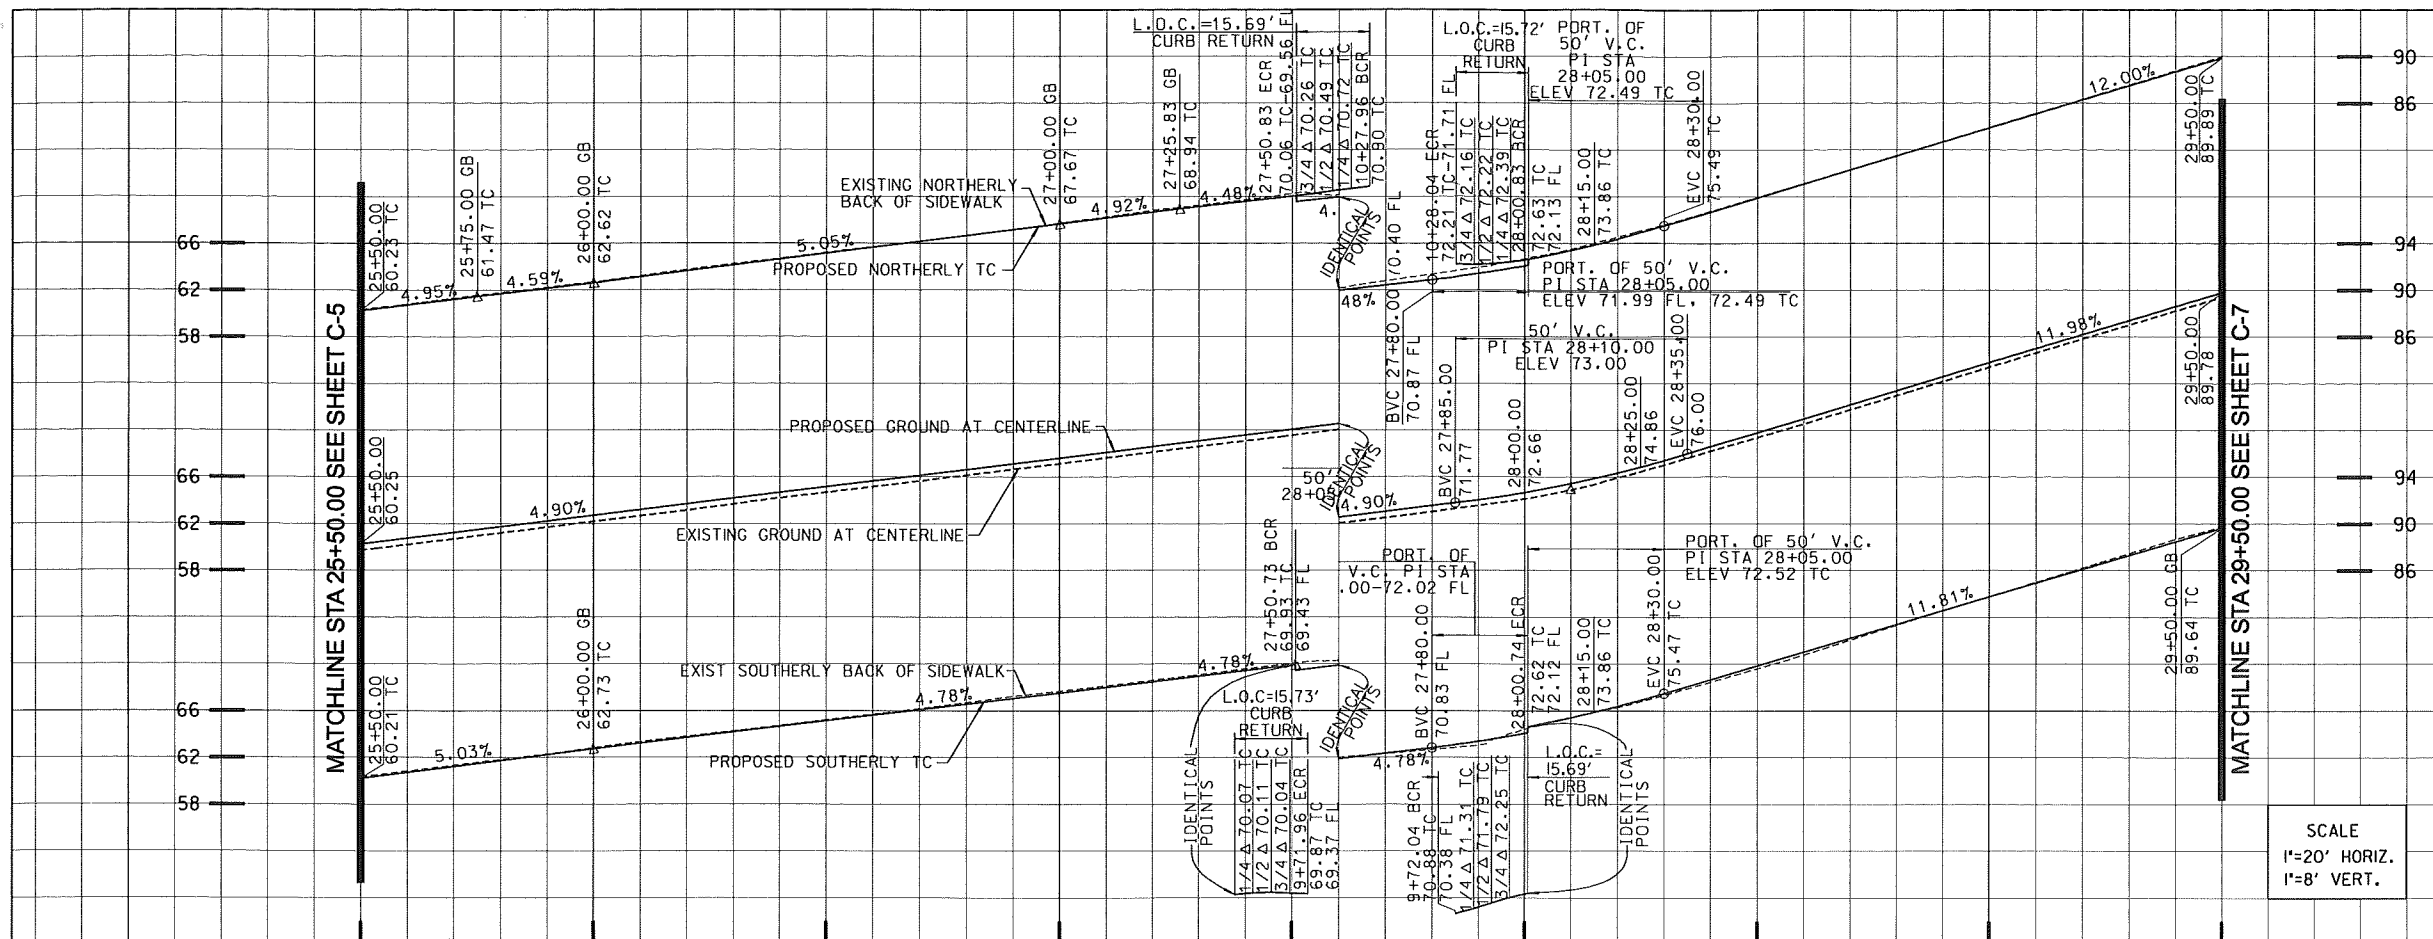 L.O.C.=15.69'
CURB RETURN
27+50.83 ECR
70.06 TC-69.56 FL
3/4 Δ 70.26 TC
1/2 Δ 70.49 TC
1/4 Δ 70.72 TC
10+27.96 BCR
70.90 TC
L.O.C.=15.72'
CURB
RETURN
PORT. OF
50' V.C.
PI STA
28+05.00
ELEV 72.49 TC
10+28.04 ECR
72.21 TC-71.71 FL
3/4 Δ 72.16 TC
1/2 Δ 72.22 TC
1/4 Δ 72.39 TC
28+00.83 BCR
72.63 TC
72.13 FL
28+15.00
73.86 TC
EVC 28+30.00
75.49 TC
12.00%
29+50.00
89.89 TC
90
86
94
90
86
94
90
86
66
62
58
66
62
58
66
62
58
MATCHLINE STA 25+50.00 SEE SHEET C-5
25+50.00
60.23 TC
4.95%
25+75.00 GB
61.47 TC
4.59%
26+00.00 GB
62.62 TC
5.05%
EXISTING NORTHERLY
BACK OF SIDEWALK
PROPOSED NORTHERLY TC
27+00.00 GB
67.67 TC
4.92%
27+25.83 GB
68.94 TC
4.48%
4.
IDENTICAL
POINTS
48%
BVC 27+80.00
70.87 FL
70.40 FL
PORT. OF 50' V.C.
PI STA 28+05.00
ELEV 71.99 FL. 72.49 TC
50' V.C.
PI STA 28+10.00
ELEV 73.00
25+50.00
60.25
4.90%
PROPOSED GROUND AT CENTERLINE
EXISTING GROUND AT CENTERLINE
50'
28+05
IDENTICAL
POINTS
4.90%
BVC 27+85.00
71.77
28+00.00
72.66
28+25.00
74.86
EVC 28+35.00
76.00
11.98%
29+50.00
89.78
MATCHLINE STA 29+50.00 SEE SHEET C-7
25+50.00
60.21 TC
5.03%
26+00.00 GB
62.73 TC
4.78%
EXIST SOUTHERLY BACK OF SIDEWALK
PROPOSED SOUTHERLY TC
4.78%
27+50.73 BCR
69.93 TC
69.43 FL
L.O.C=15.73'
CURB
RETURN
IDENTICAL
POINTS
1/4 Δ 70.07 TC
1/2 Δ 70.11 TC
3/4 Δ 70.04 TC
9+71.96 ECR
69.87 TC
69.37 FL
PORT. OF
V.C. PI STA
.00-72.02 FL
IDENTICAL
POINTS
4.78%
BVC 27+80.00
70.83 FL
9+72.04 BCR
70.88 TC
70.38 FL
1/4 Δ 71.31 TC
1/2 Δ 71.79 TC
3/4 Δ 72.25 TC
28+00.74 ECR
72.62 TC
72.12 FL
28+15.00
73.86 TC
L.O.C.=
15.69'
CURB
RETURN
IDENTICAL
POINTS
EVC 28+30.00
75.47 TC
PORT. OF 50' V.C.
PI STA 28+05.00
ELEV 72.52 TC
11.81%
29+50.00 GB
89.64 TC
SCALE
1"=20' HORIZ.
1"=8' VERT.